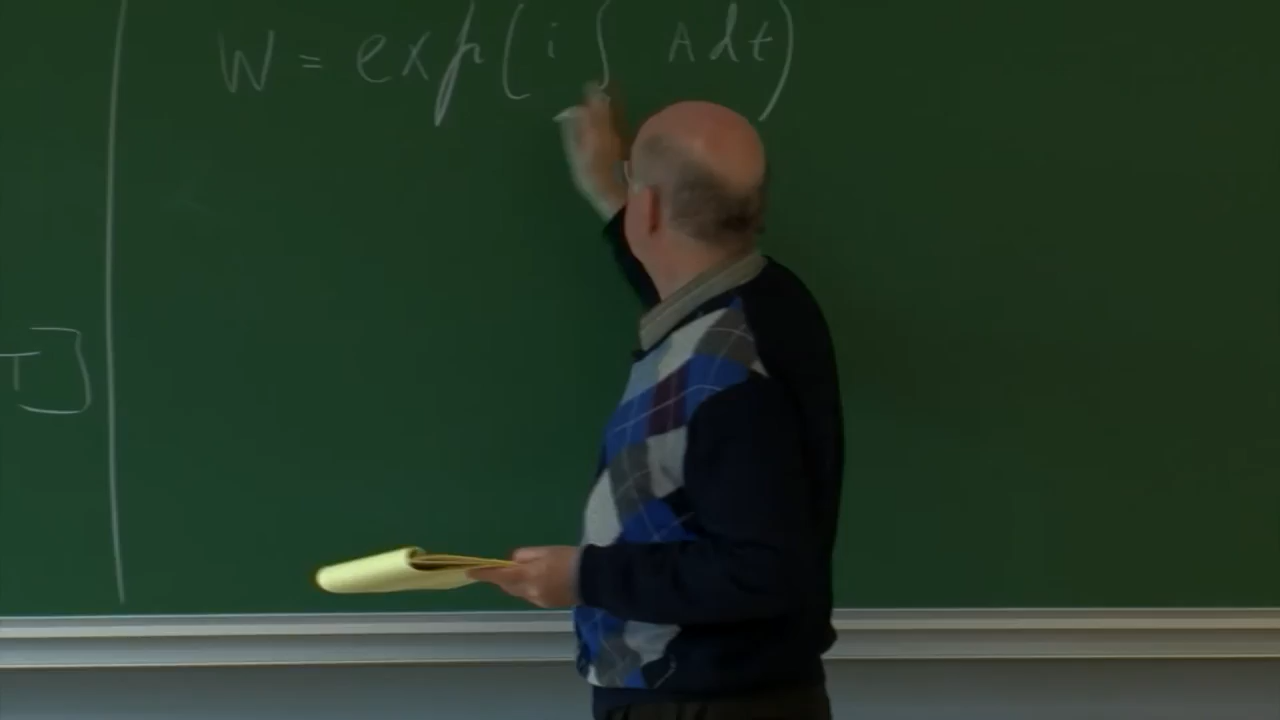 W = exp(i ∫ A dt)
T]